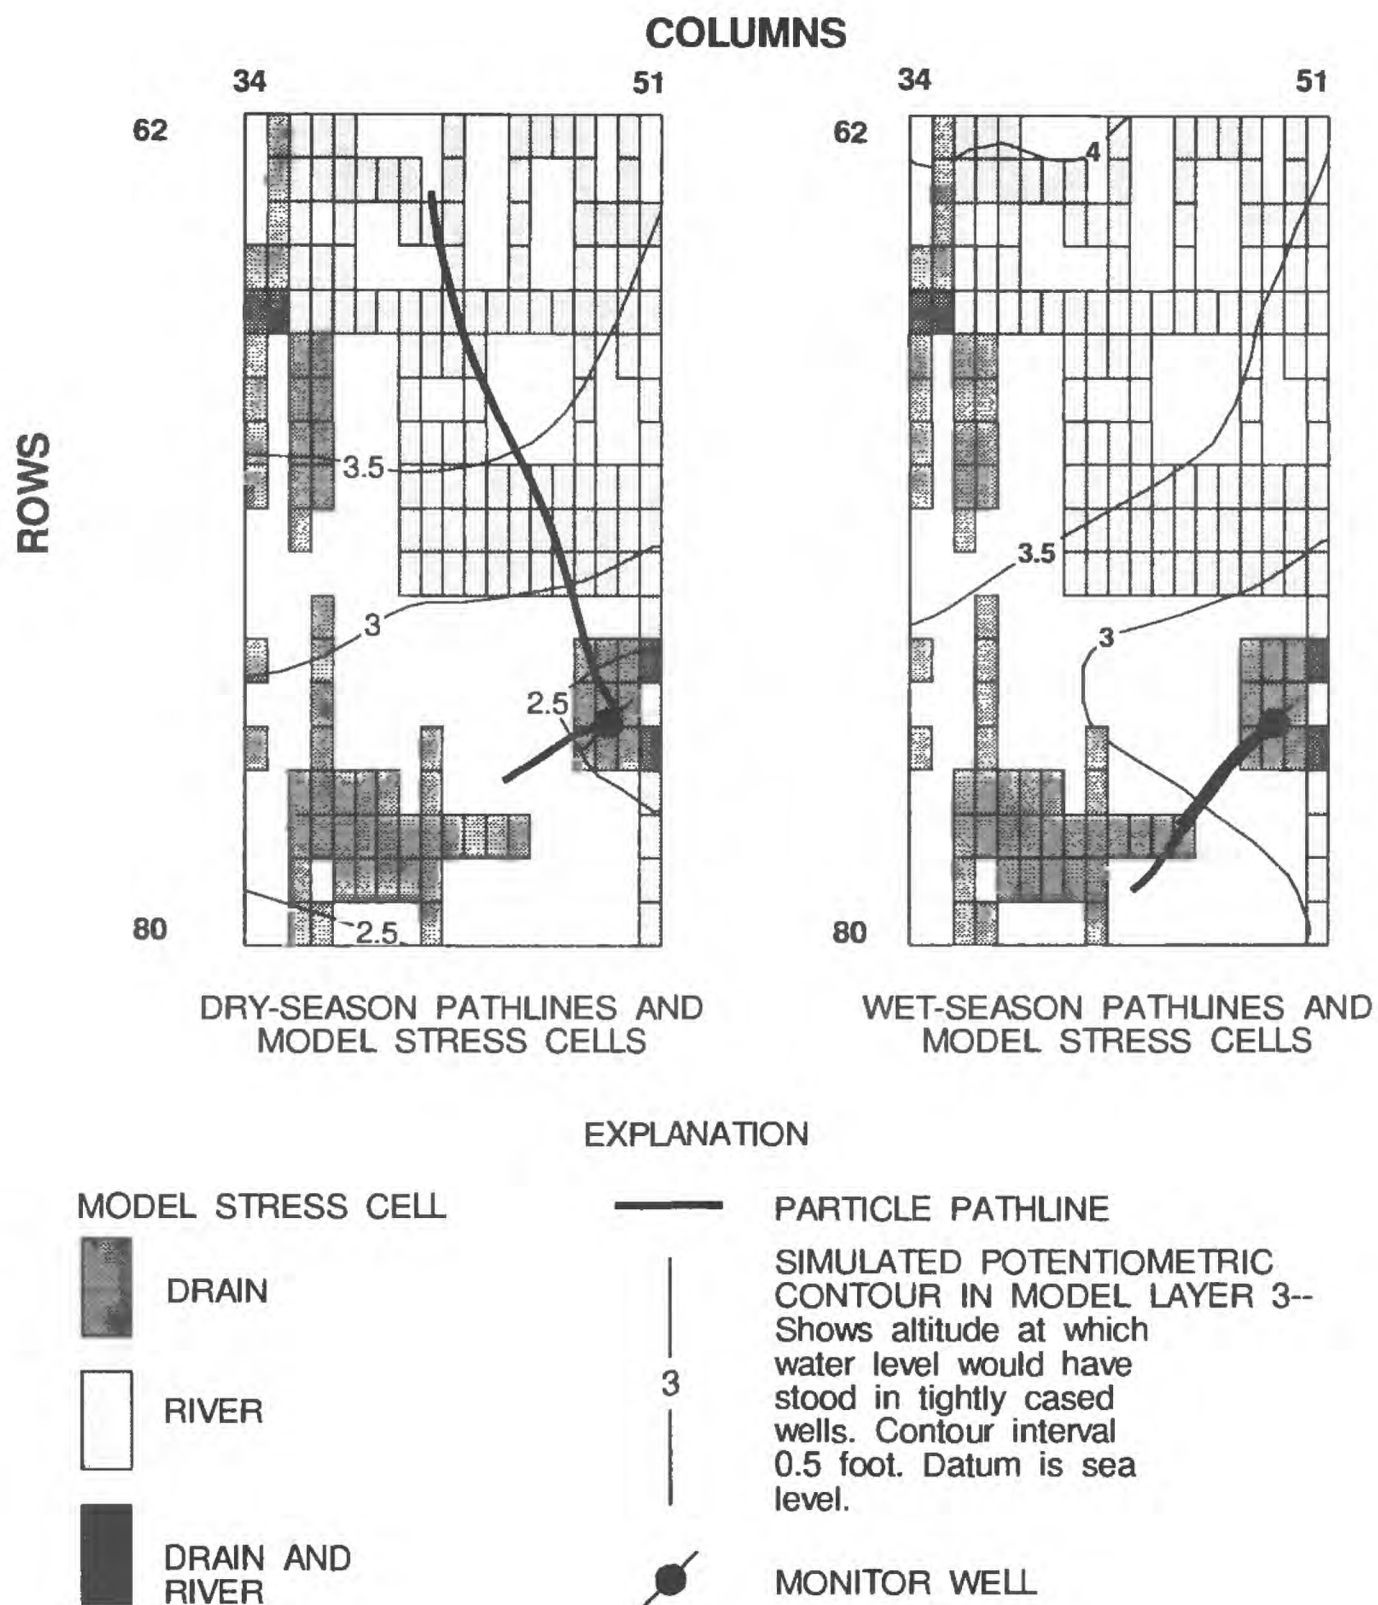 COLUMNS
34 51 34 51
62 62
4
ROWS
3.5
3.5
3 3
2.5
2.5
80 80
DRY-SEASON PATHLINES AND
MODEL STRESS CELLS
WET-SEASON PATHLINES AND
MODEL STRESS CELLS
EXPLANATION
MODEL STRESS CELL
DRAIN
RIVER
DRAIN AND
RIVER
PARTICLE PATHLINE
3
SIMULATED POTENTIOMETRIC
CONTOUR IN MODEL LAYER 3--
Shows altitude at which
water level would have
stood in tightly cased
wells. Contour interval
0.5 foot. Datum is sea
level.
MONITOR WELL